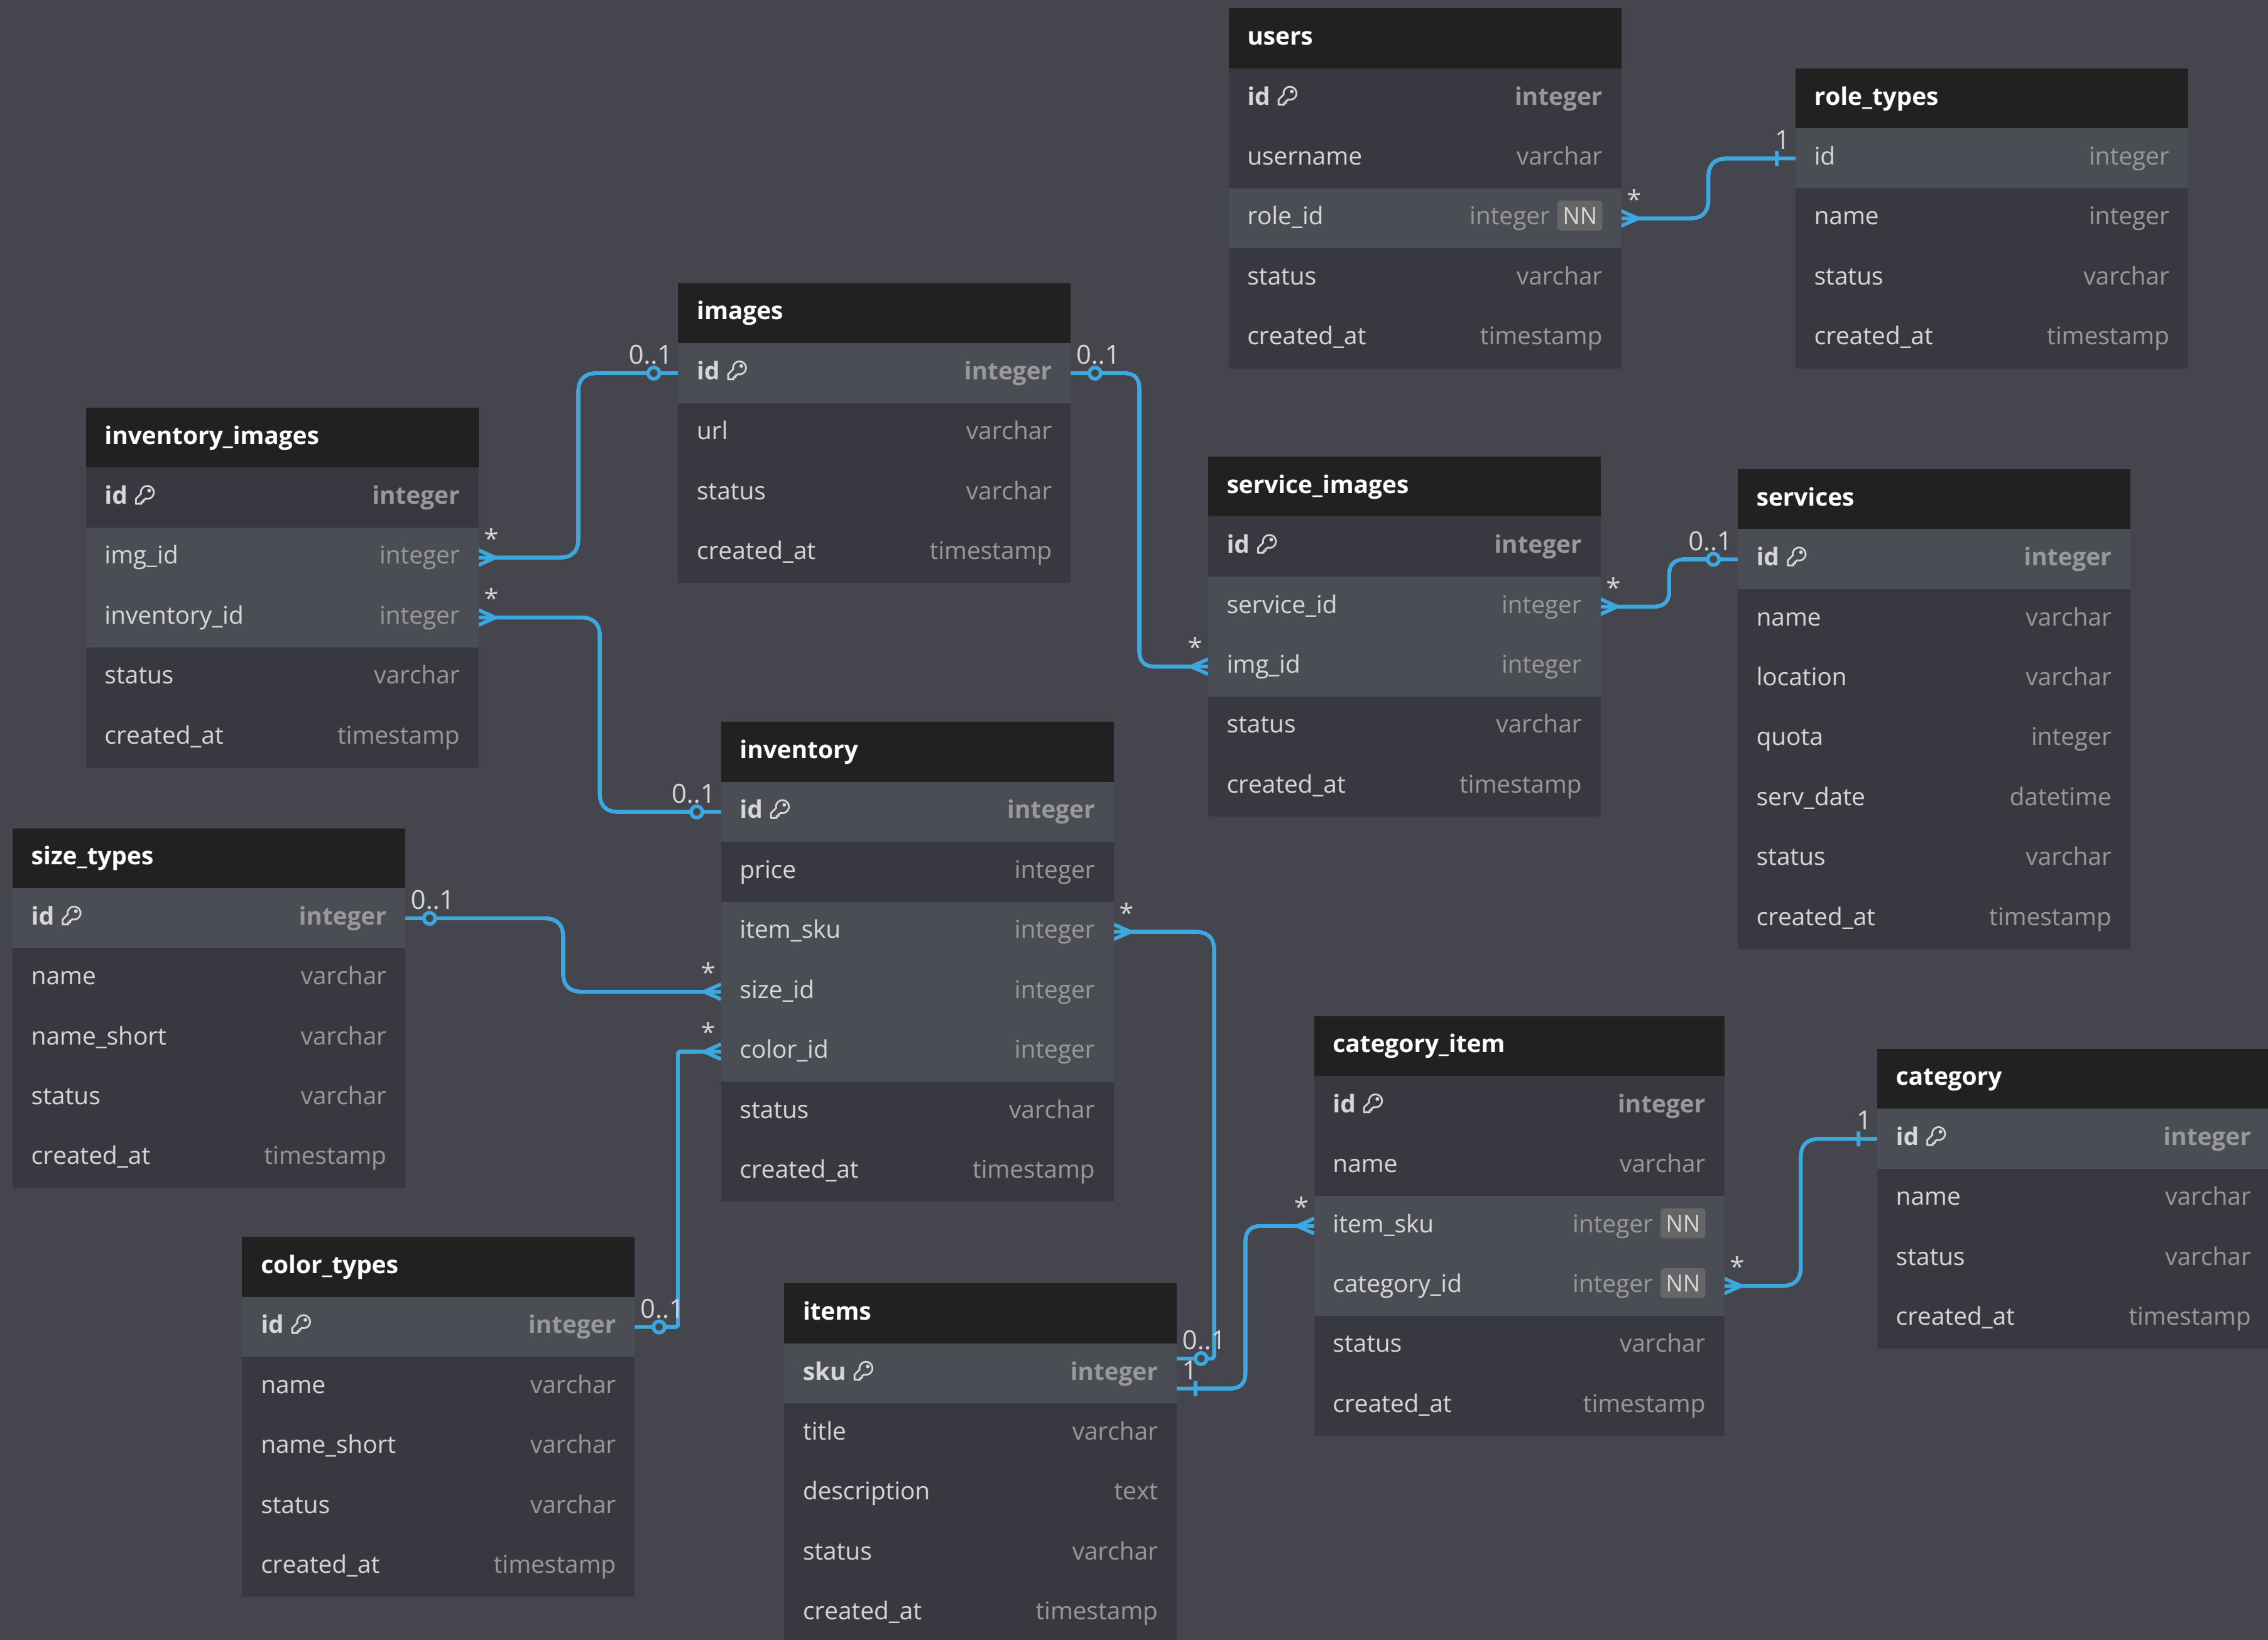 users
id integer
username varchar
role_id integer NN
status varchar
created_at timestamp
role_types
1
id integer
*
name integer
status varchar
created_at timestamp
images
0..1
0..1
id integer
url varchar
status varchar
created_at timestamp
inventory_images
id integer
*
img_id integer
*
inventory_id integer
status varchar
created_at timestamp
service_images
id integer
*
service_id integer
*
img_id integer
status varchar
created_at timestamp
services
0..1
id integer
name varchar
location varchar
quota integer
serv_date datetime
status varchar
created_at timestamp
inventory
0..1
id integer
price integer
*
item_sku integer
*
size_id integer
*
color_id integer
status varchar
created_at timestamp
size_types
0..1
id integer
name varchar
name_short varchar
status varchar
created_at timestamp
category_item
id integer
name varchar
*
item_sku integer NN
*
category_id integer NN
status varchar
created_at timestamp
category
1
id integer
name varchar
status varchar
created_at timestamp
color_types
0..1
id integer
name varchar
name_short varchar
status varchar
created_at timestamp
items
0..1
1
sku integer
title varchar
description text
status varchar
created_at timestamp